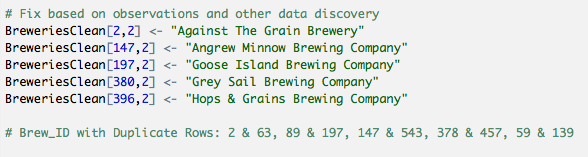 # Fix based on observations and other data discovery
BreweriesClean[2,2] <- "Against The Grain Brewery"
BreweriesClean[147,2] <- "Angrew Minnow Brewing Company"
BreweriesClean[197,2] <- "Goose Island Brewing Company"
BreweriesClean[380,2] <- "Grey Sail Brewing Company"
BreweriesClean[396,2] <- "Hops & Grains Brewing Company"
# Brew_ID with Duplicate Rows: 2 & 63, 89 & 197, 147 & 543, 378 & 457, 59 & 139